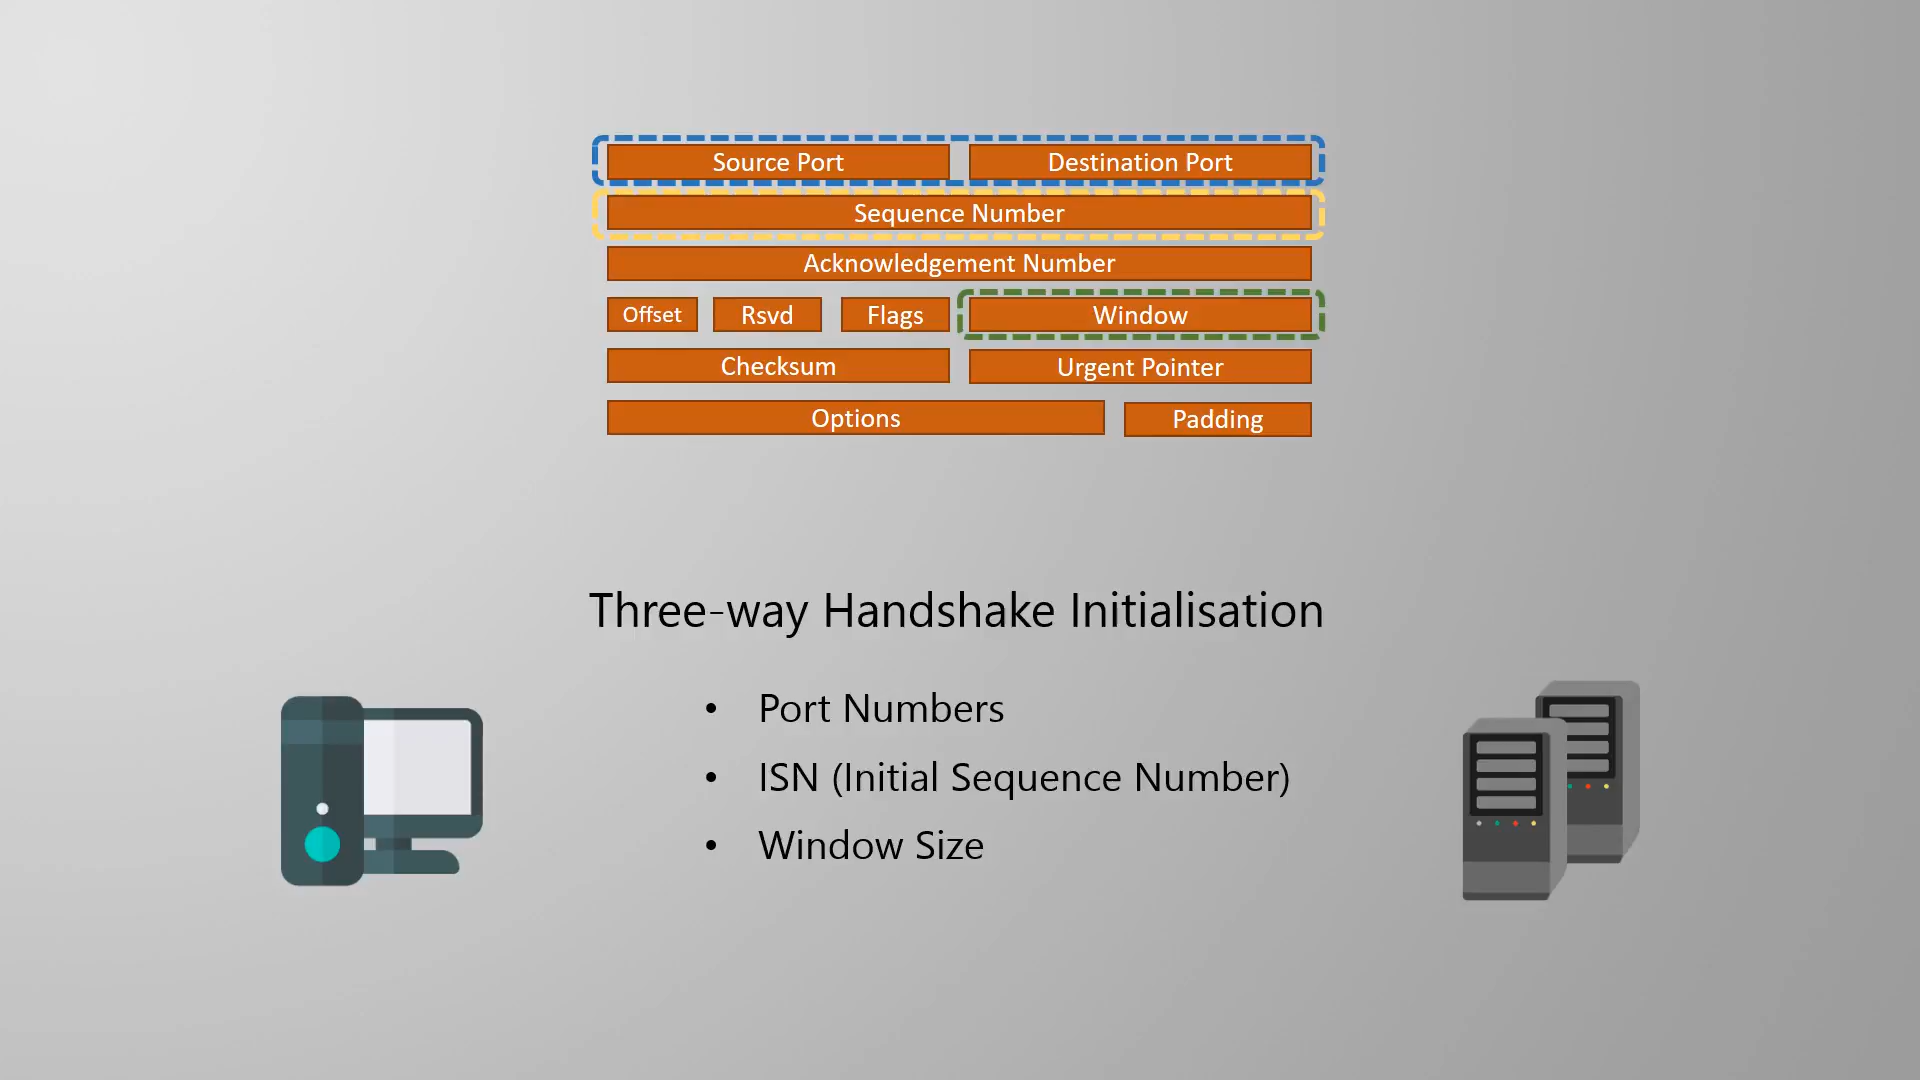 Source Port Destination Port
Sequence Number
Acknowledgement Number
Offset Rsvd Flags Window
Checksum Urgent Pointer
Options Padding
Three-way Handshake Initialisation
• Port Numbers
• ISN (Initial Sequence Number)
• Window Size